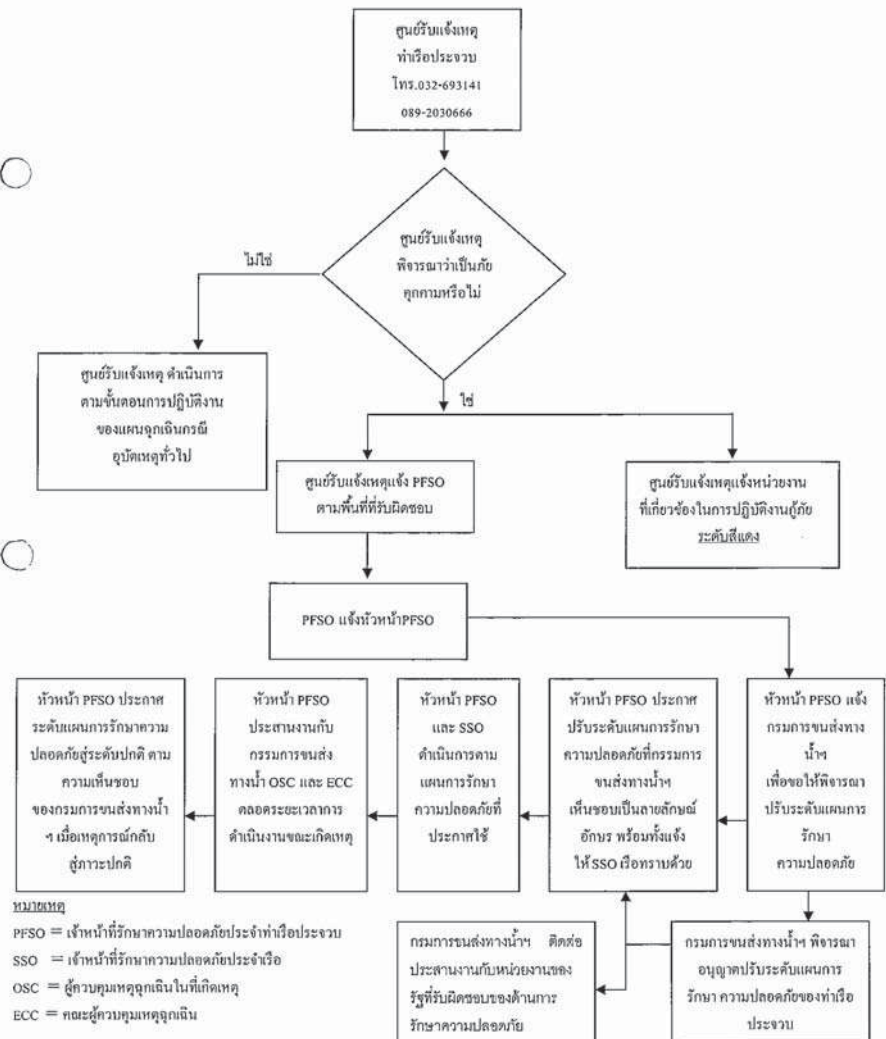 ศูนย์รับแจ้งเหตุ
ท่าเรือประจวบ
โทร.032-693141
089-2030666
ศูนย์รับแจ้งเหตุ
พิจารณาว่าเป็นภัย
คุกคามหรือไม่
ไม่ใช่
ใช่
ศูนย์รับแจ้งเหตุ ดำเนินการ
ตามขั้นตอนการปฏิบัติงาน
ของแผนฉุกเฉินกรณี
อุบัติเหตุทั่วไป
ศูนย์รับแจ้งเหตุแจ้ง PFSO
ตามพื้นที่ที่รับผิดชอบ
ศูนย์รับแจ้งเหตุแจ้งหน่วยงาน
ที่เกี่ยวข้องในการปฏิบัติงานกู้ภัย
ระดับสีแดง
PFSO แจ้งหัวหน้าPFSO
หัวหน้า PFSO แจ้ง
กรมการขนส่งทาง
น้ำฯ
เพื่อขอให้พิจารณา
ปรับระดับแผนการ
รักษา
ความปลอดภัย
หัวหน้า PFSO ประกาศ
ปรับระดับแผนการรักษา
ความปลอดภัยที่กรรมการ
ขนส่งทางน้ำฯ
เห็นชอบเป็นลายลักษณ์
อักษร พร้อมทั้งแจ้ง
ให้ SSO เรือทราบด้วย
หัวหน้า PFSO
และ SSO
ดำเนินการตาม
แผนการรักษา
ความปลอดภัยที่
ประกาศใช้
หัวหน้า PFSO
ประสานงานกับ
กรรมการขนส่ง
ทางน้ำ OSC และ ECC
ตลอดระยะเวลาการ
ดำเนินงานขณะเกิดเหตุ
หัวหน้า PFSO ประกาศ
ระดับแผนการรักษาความ
ปลอดภัยสู่ระดับปกติ ตาม
ความเห็นชอบ
ของกรมการขนส่งทางน้ำ
ฯ เมื่อเหตุการณ์กลับ
สู่ภาวะปกติ
กรมการขนส่งทางน้ำฯ พิจารณา
อนุญาตปรับระดับแผนการ
รักษา ความปลอดภัยของท่าเรือ
ประจวบ
กรมการขนส่งทางน้ำฯ ติดต่อ
ประสานงานกับหน่วยงานของ
รัฐที่รับผิดชอบของด้านการ
รักษาความปลอดภัย
หมายเหตุ
PFSO = เจ้าหน้าที่รักษาความปลอดภัยประจำท่าเรือประจวบ
SSO = เจ้าหน้าที่รักษาความปลอดภัยประจำเรือ
OSC = ผู้ควบคุมเหตุฉุกเฉินในที่เกิดเหตุ
ECC = คณะผู้ควบคุมเหตุฉุกเฉิน